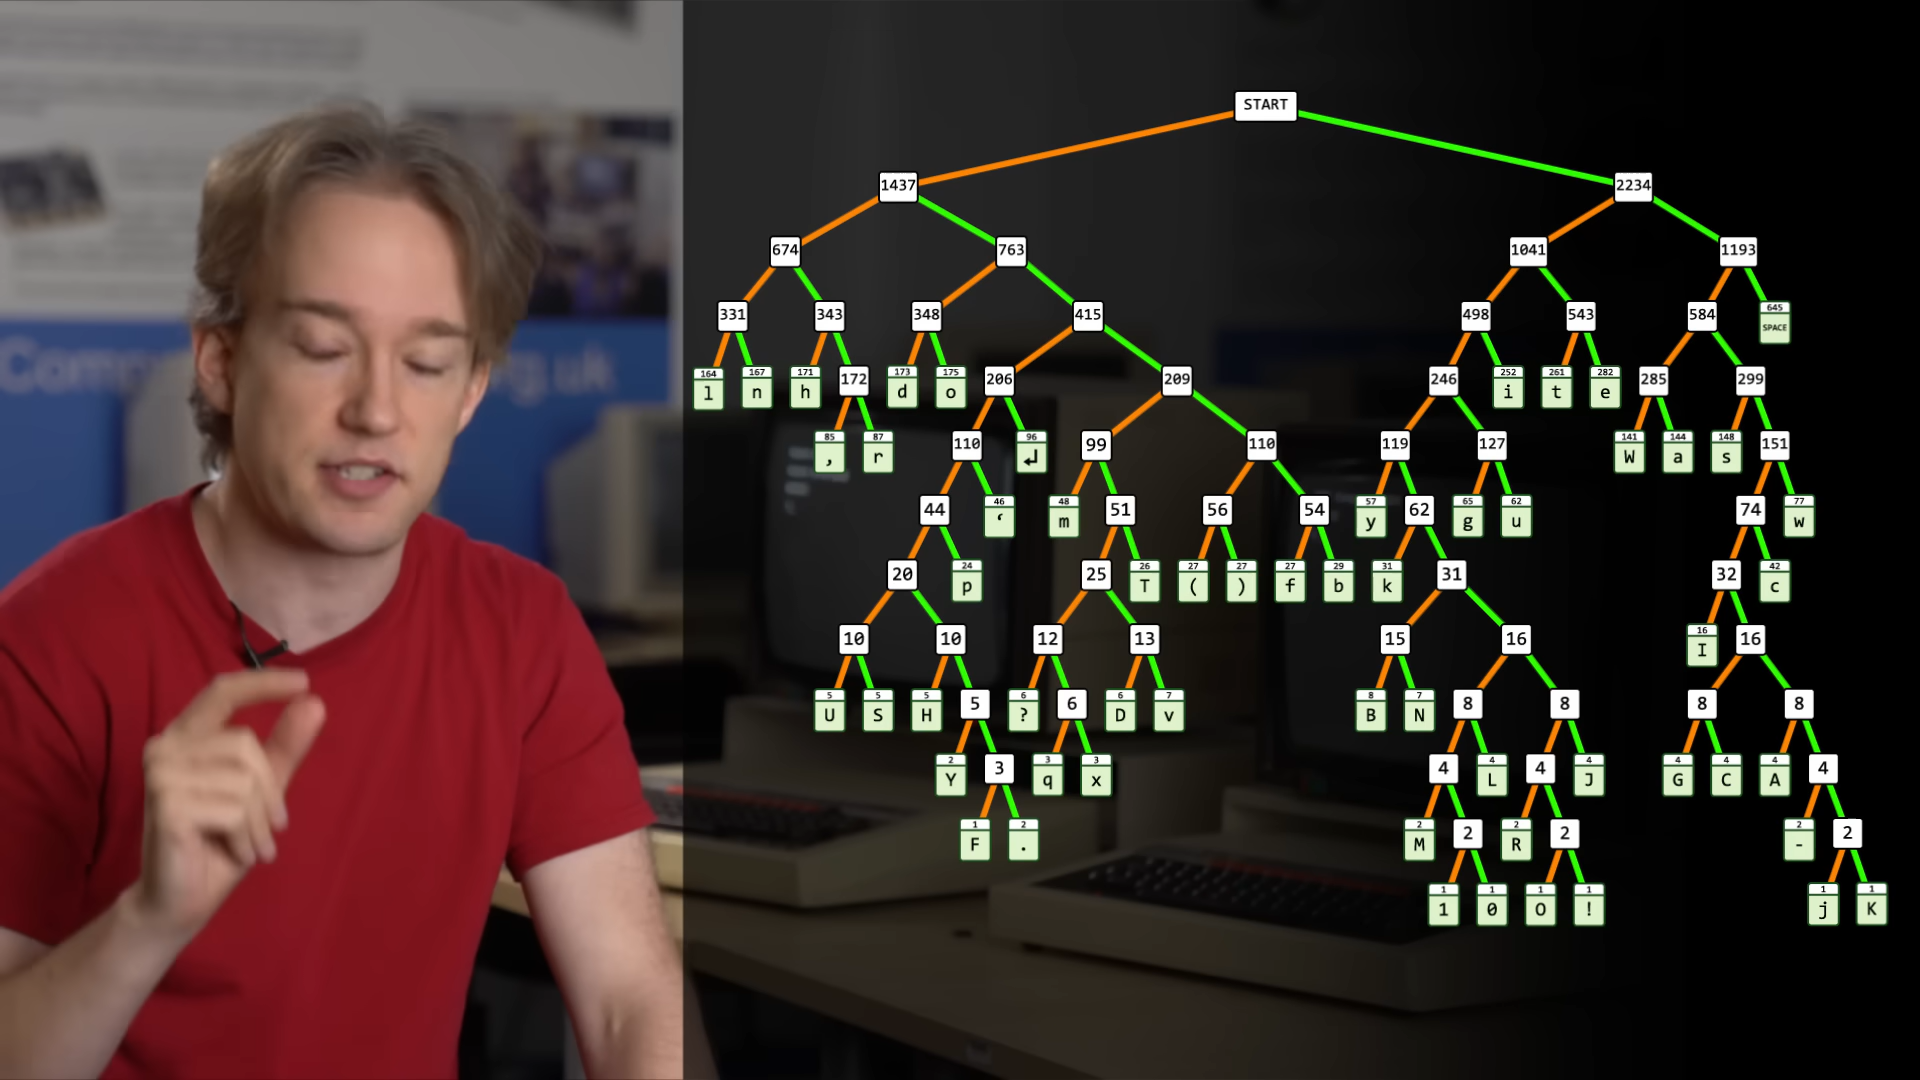 Comp
g.uk
START
1437 2234
674 763 1041 1193
331 343 348 415 498 543 584 645 SPACE
164 l 167 n 171 h 172 173 d 175 o 206 209 246 252 i 261 t 282 e 285 299
85 , 87 r 110 96 ↲ 99 110 119 127 141 W 144 a 148 s 151
44 46 ‘ 48 m 51 56 54 57 y 62 65 g 62 u 74 77 w
20 24 p 25 26 T 27 ( 27 ) 27 f 29 b 31 k 31 32 42 c
10 10 12 13 15 16 16 I 16
5 U 5 S 5 H 5 6 ? 6 6 D 7 v 8 B 7 N 8 8 8 8
2 Y 3 3 q 3 x 4 4 L 4 4 J 4 G 4 C 4 A 4
1 F 2 . 2 M 2 2 R 2 2 - 2
1 1 1 0 1 O 1 ! 1 j 1 K